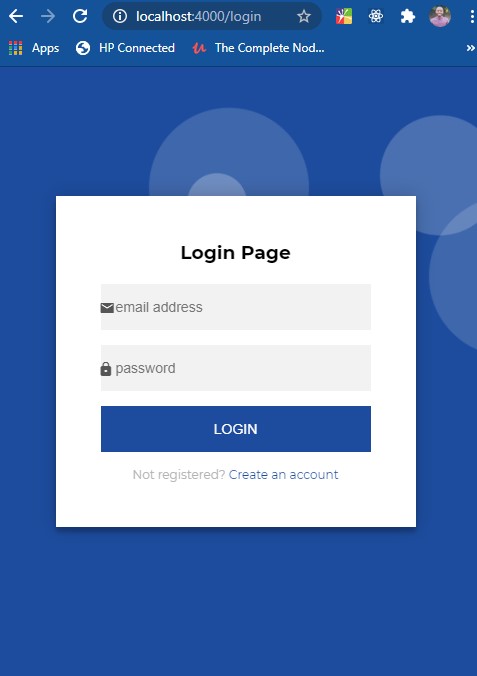 localhost:4000/login
Apps HP Connected The Complete Nod... »
Login Page
email address
password
LOGIN
Not registered? Create an account